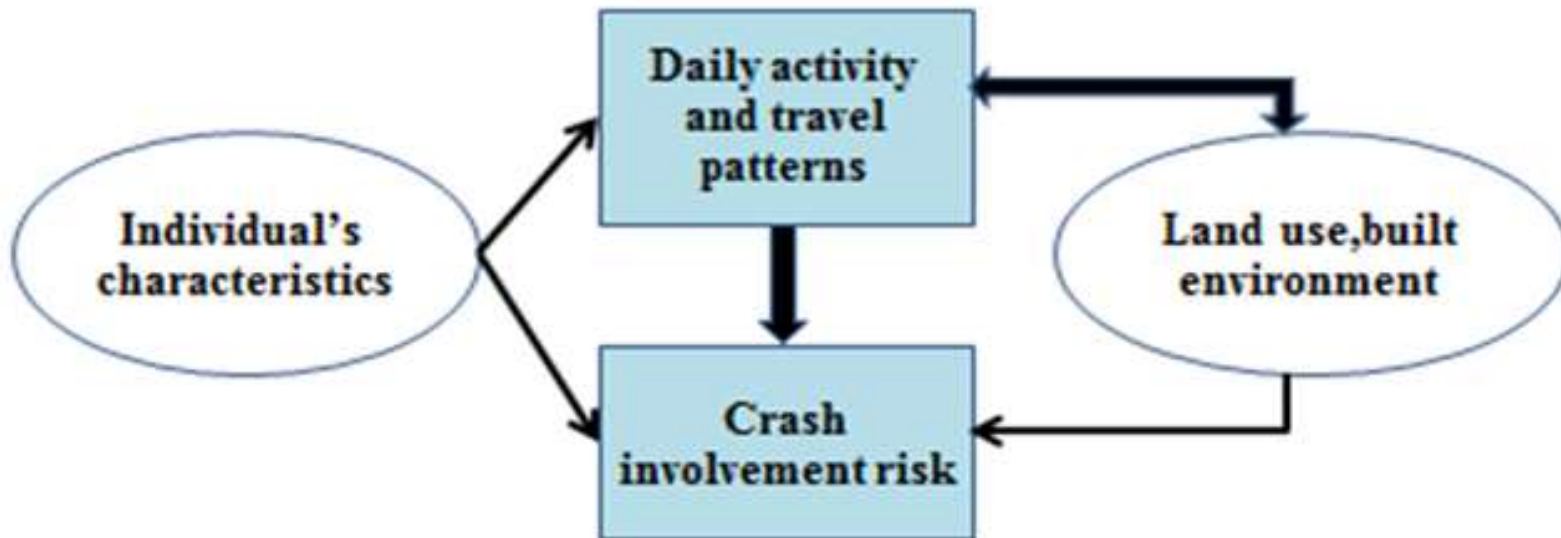 Daily activity
and travel
patterns
Individual's
characteristics
Land use,built
environment
Crash
involvement risk